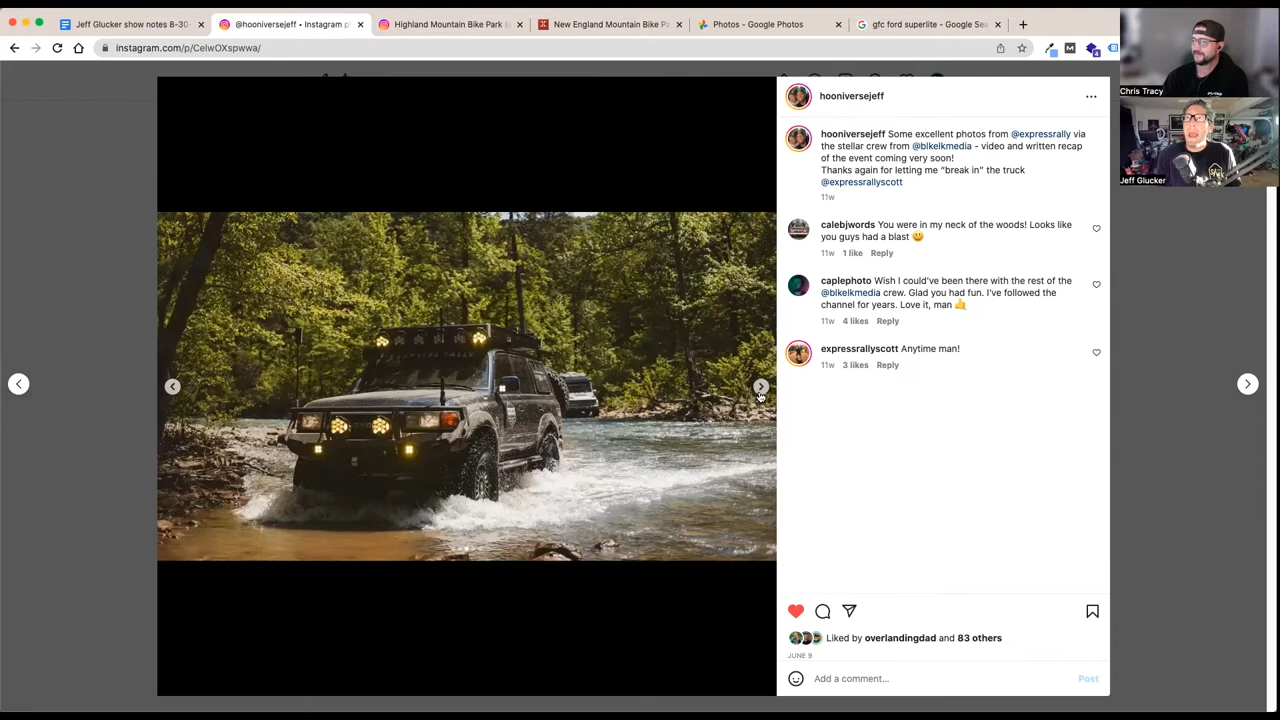 Jeff Glucker show notes 8-30-
@hooniversejeff • Instagram p
Highland Mountain Bike Park (
New England Mountain Bike Pa
Photos - Google Photos
gfc ford superlite - Google Sea
instagram.com/p/CelwOXspwwa/
Chris Tracy
Jeff Glucker
hooniversejeff
hooniversejeff Some excellent photos from @expressrally via
the stellar crew from @blkelkmedia - video and written recap
of the event coming very soon!
Thanks again for letting me “break in” the truck
@expressrallyscott
11w
calebjwords You were in my neck of the woods! Looks like
you guys had a blast 😃
11w 1 like Reply
caplephoto Wish I could've been there with the rest of the
@blkelkmedia crew. Glad you had fun. I've followed the
channel for years. Love it, man 🤙
11w 4 likes Reply
expressrallyscott Anytime man!
11w 3 likes Reply
Liked by overlandingdad and 83 others
JUNE 9
Add a comment...
Post